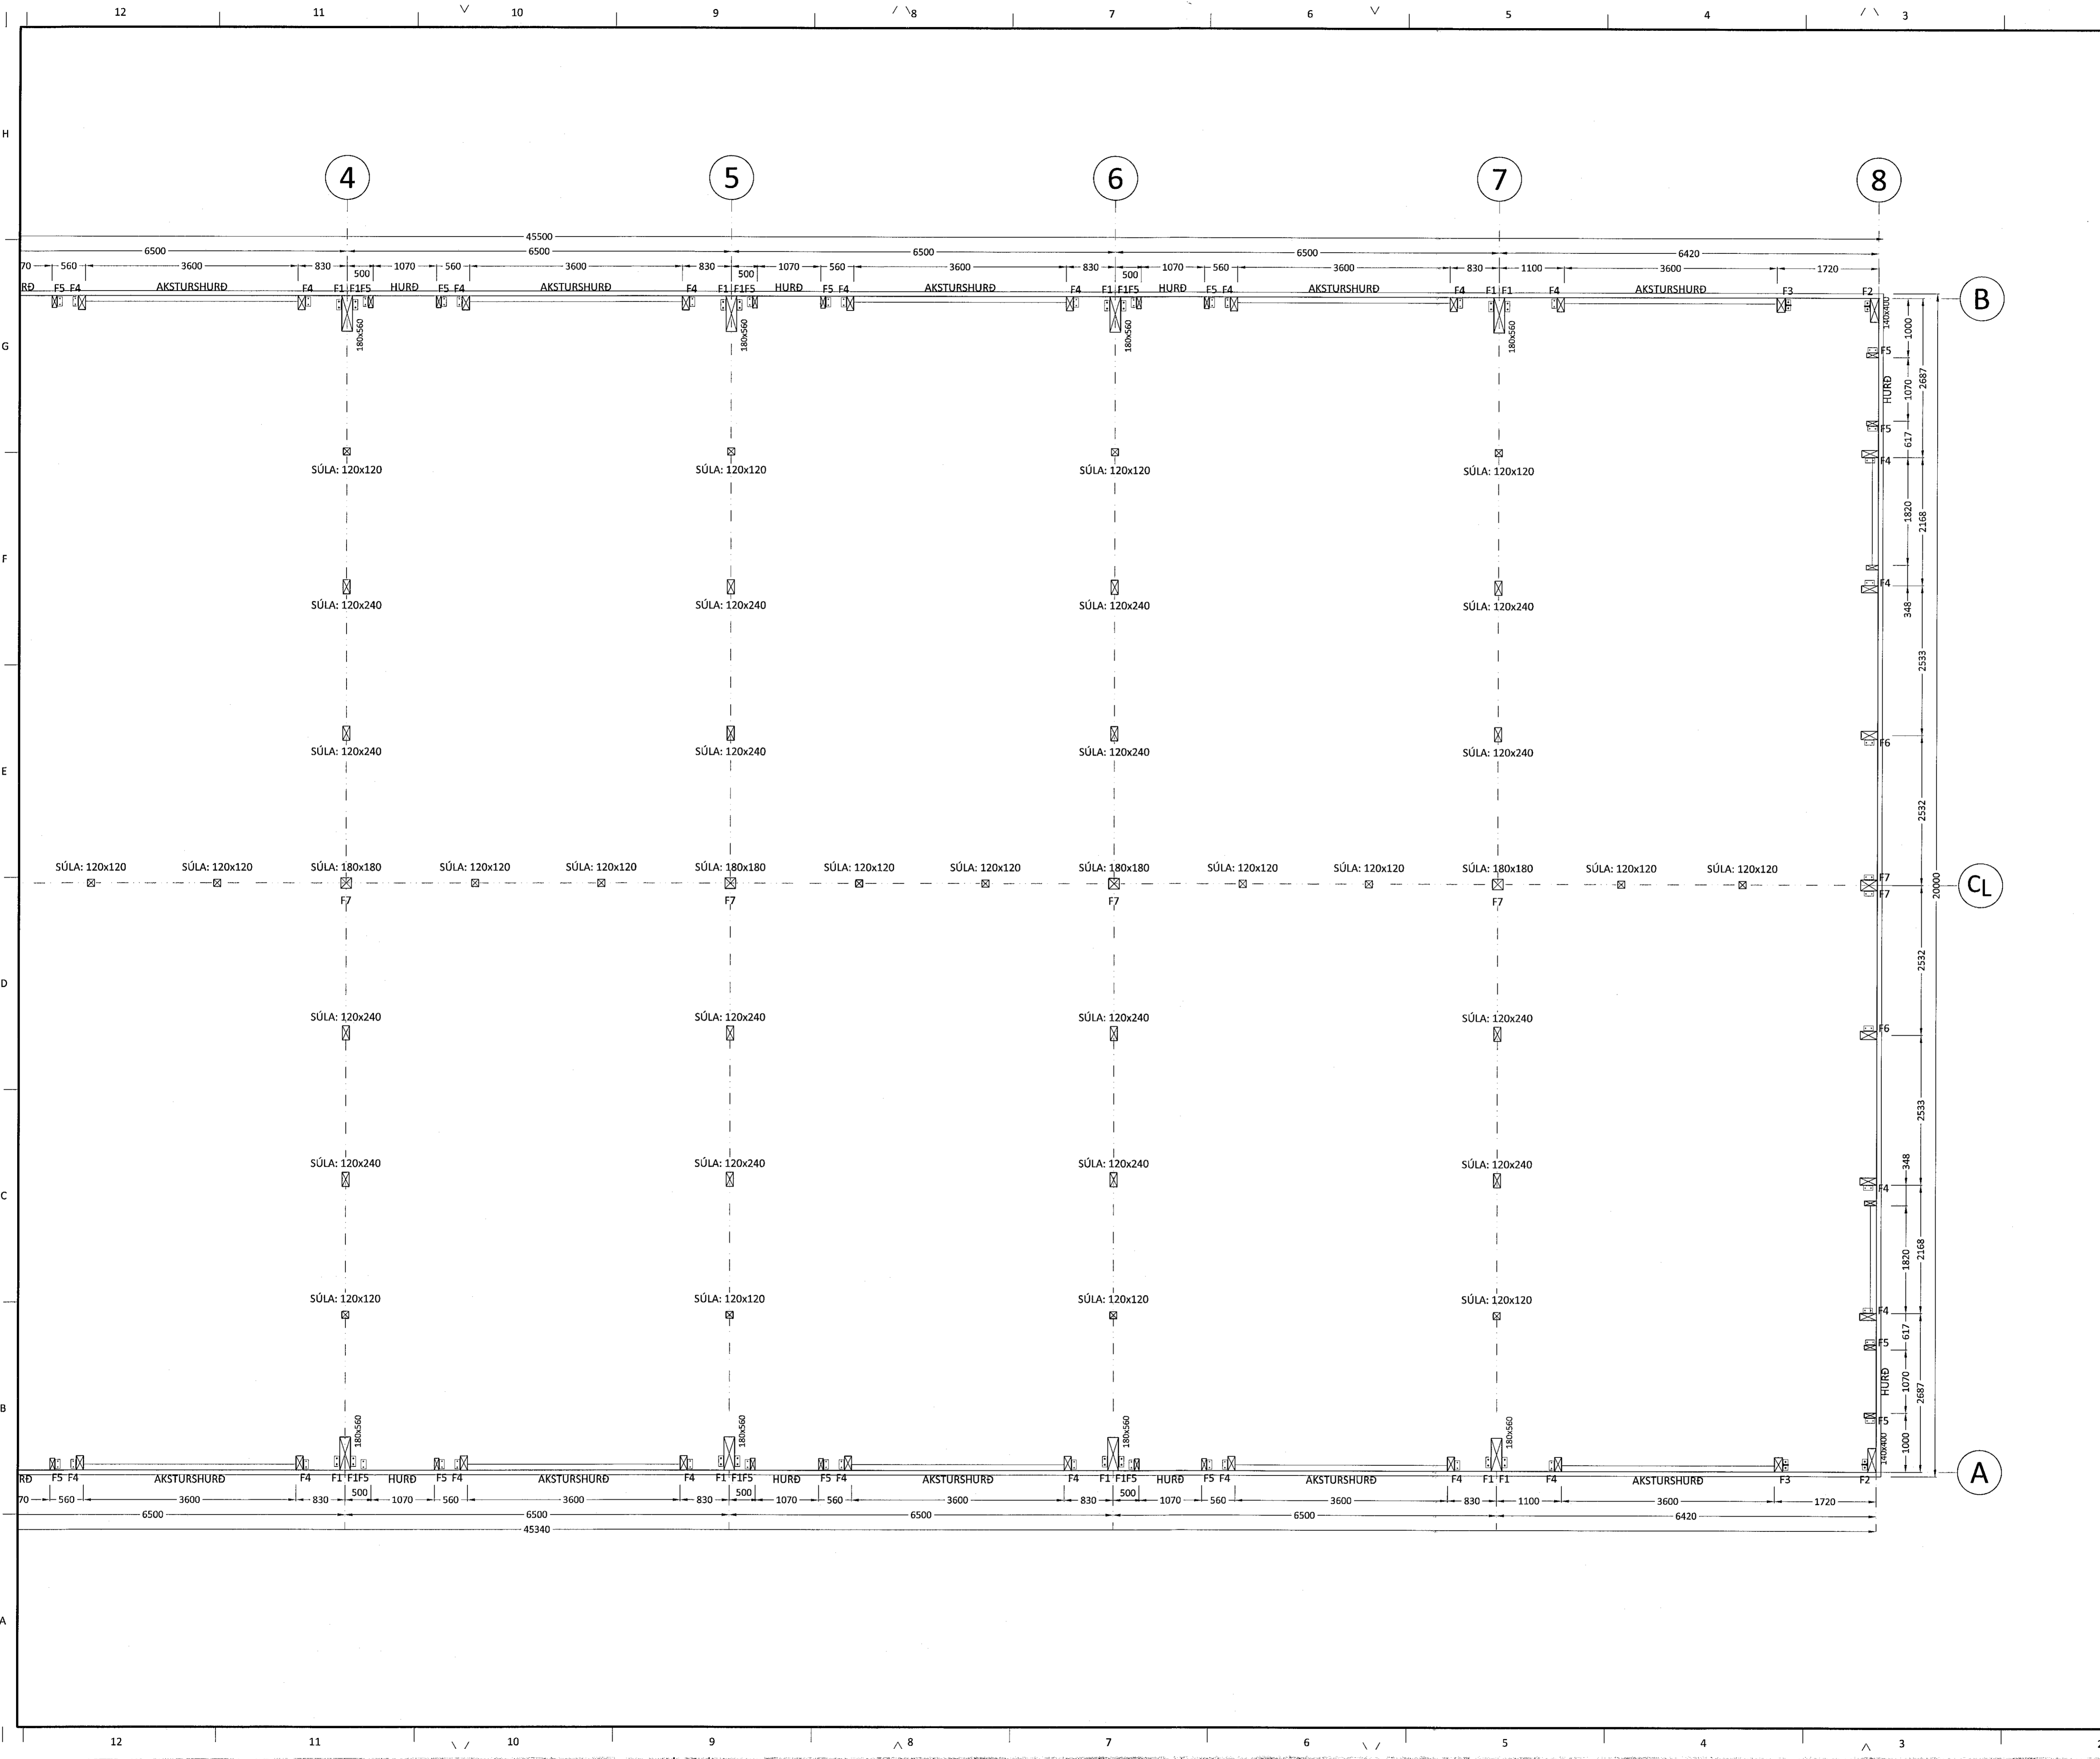 12 11 10 9 8 7 6 5 4 3
H
4 5 6 7 8
45500
6500 6500 6500 6500 6420
70 560 3600 830 500 1070 560 3600 830 500 1070 560 3600 830 500 1070 560 3600 830 1100 3600 1720
RÐ F5 F4 AKSTURSHURÐ F4 F1 F1F5 HURÐ F5 F4 AKSTURSHURÐ F4 F1 F1F5 HURÐ F5 F4 AKSTURSHURÐ F4 F1 F1F5 HURÐ F5 F4 AKSTURSHURÐ F4 F1 F1 F4 AKSTURSHURÐ F3 F2
B
180x560 180x560 180x560 180x560 140x400
G
1000
F5
HURÐ 1070 2687
F5
617
F4
SÚLA: 120x120 SÚLA: 120x120 SÚLA: 120x120 SÚLA: 120x120
1820 2168
F
F4
SÚLA: 120x240 SÚLA: 120x240 SÚLA: 120x240 SÚLA: 120x240
348
2533
F6
SÚLA: 120x240 SÚLA: 120x240 SÚLA: 120x240 SÚLA: 120x240
E
2532
SÚLA: 120x120 SÚLA: 120x120 SÚLA: 180x180 SÚLA: 120x120 SÚLA: 120x120 SÚLA: 180x180 SÚLA: 120x120 SÚLA: 120x120 SÚLA: 180x180 SÚLA: 120x120 SÚLA: 120x120 SÚLA: 180x180 SÚLA: 120x120 SÚLA: 120x120
F7
20000
CL
F7
F7 F7 F7 F7
2532
D
SÚLA: 120x240 SÚLA: 120x240 SÚLA: 120x240 SÚLA: 120x240
F6
2533
SÚLA: 120x240 SÚLA: 120x240 SÚLA: 120x240 SÚLA: 120x240
348
F4
C
1820 2168
SÚLA: 120x120 SÚLA: 120x120 SÚLA: 120x120 SÚLA: 120x120
F4
617
F5
HURÐ 1070 2687
B
F5
180x560 180x560 180x560 180x560 140x400
1000
A
RÐ F5 F4 AKSTURSHURÐ F4 F1 F1F5 HURÐ F5 F4 AKSTURSHURÐ F4 F1 F1F5 HURÐ F5 F4 AKSTURSHURÐ F4 F1 F1F5 HURÐ F5 F4 AKSTURSHURÐ F4 F1 F1 F4 AKSTURSHURÐ F3 F2
70 560 3600 830 500 1070 560 3600 830 500 1070 560 3600 830 500 1070 560 3600 830 1100 3600 1720
6500 6500 6500 6500 6420
45340
A
12 11 10 9 8 7 6 5 4 3